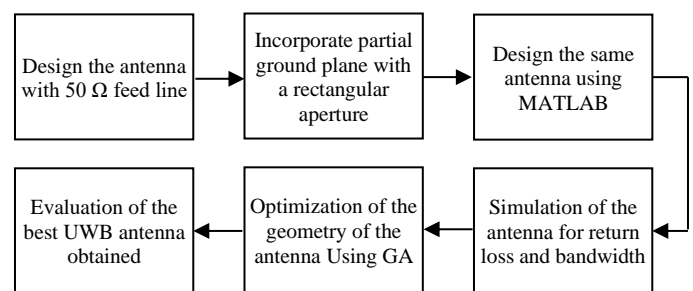 Design the antenna
with 50 Ω feed line
Incorporate partial
ground plane with
a rectangular
aperture
Design the same
antenna using
MATLAB
Simulation of the
antenna for return
loss and bandwidth
Optimization of the
geometry of the
antenna Using GA
Evaluation of the
best UWB antenna
obtained